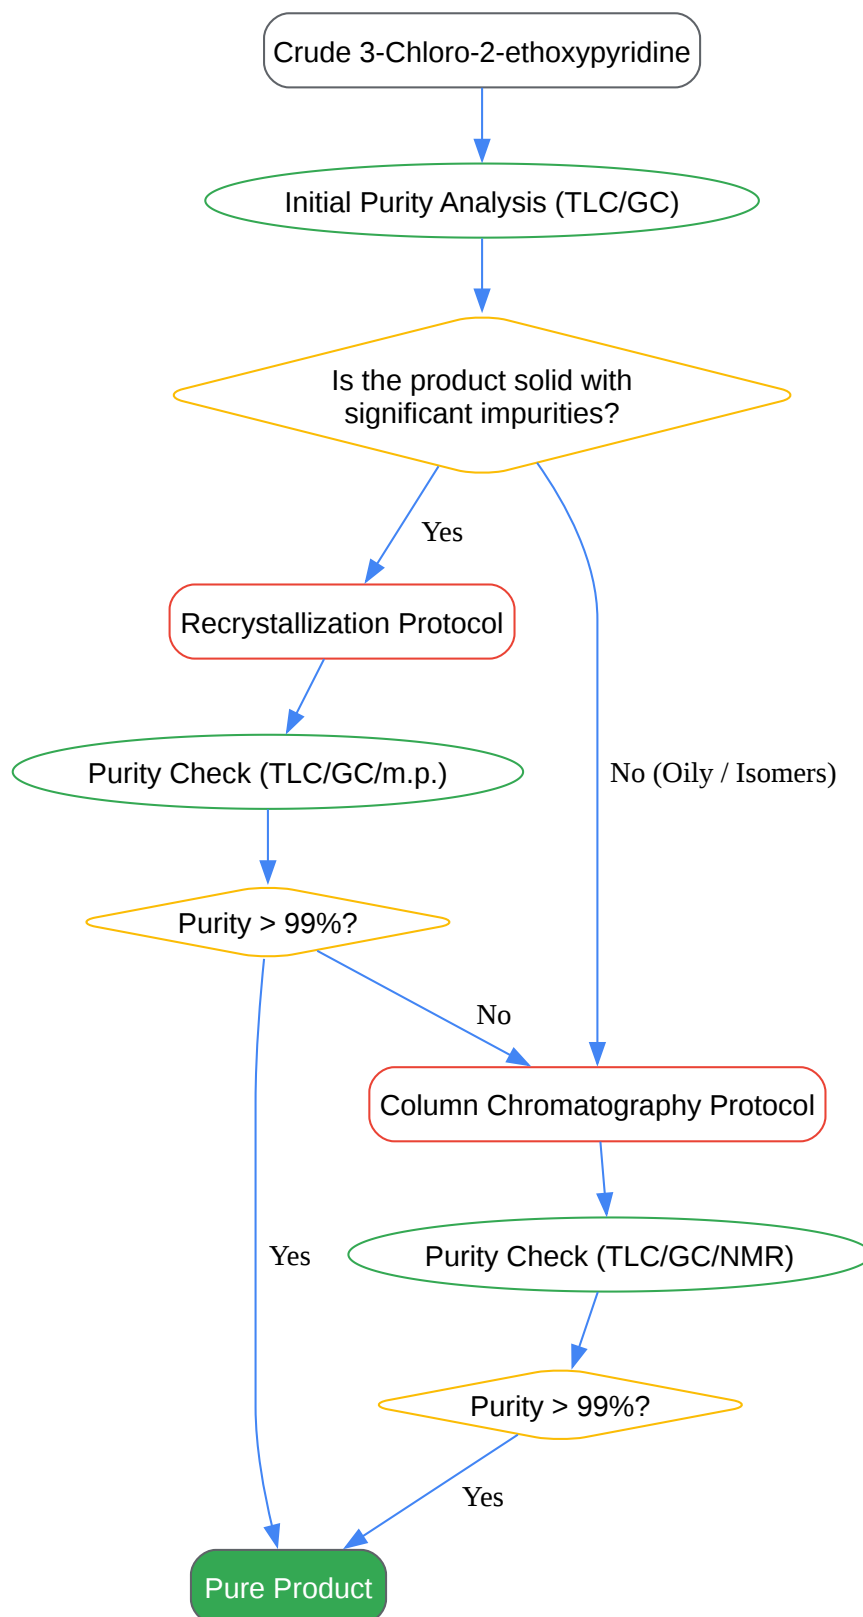 Crude 3-Chloro-2-ethoxypyridine
Initial Purity Analysis (TLC/GC)
Is the product solid with
significant impurities?
Yes
Recrystallization Protocol
Purity Check (TLC/GC/m.p.)
No (Oily / Isomers)
Purity > 99%?
No
Column Chromatography Protocol
Yes
Purity Check (TLC/GC/NMR)
Purity > 99%?
Yes
Pure Product